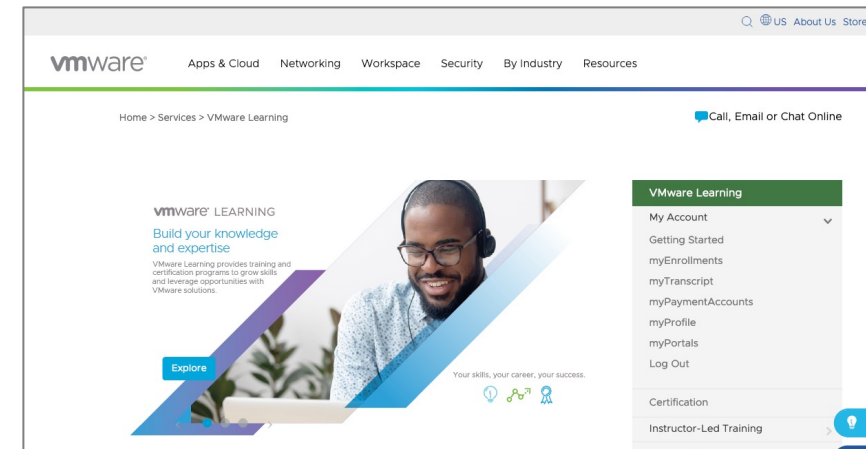 US About Us Store
vmware®
Apps & Cloud Networking Workspace Security By Industry Resources
Home > Services > VMware Learning
Call, Email or Chat Online
vmware® LEARNING
Build your knowledge
and expertise
VMware Learning provides training and
certification programs to grow skills
and leverage opportunities with
VMware solutions.
Explore
Your skills, your career, your success.
VMware Learning
My Account
Getting Started
myEnrollments
myTranscript
myPaymentAccounts
myProfile
myPortals
Log Out
Certification
Instructor-Led Training